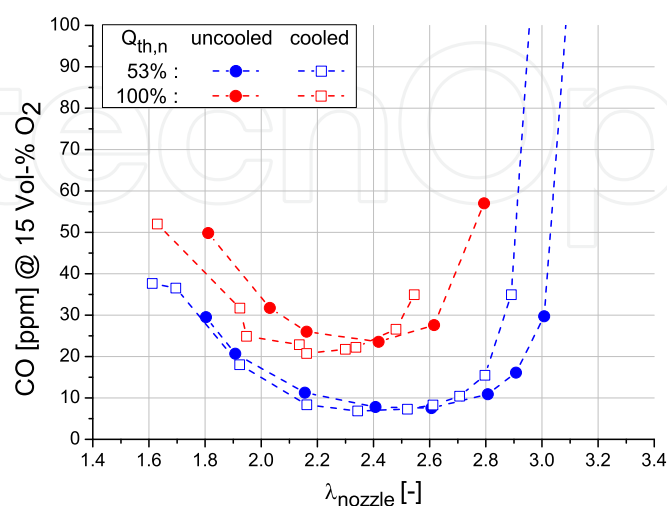 Q_th,n uncooled cooled
53% :
100% :
100
90
80
70
60
50
40
30
20
10
0
CO [ppm] @ 15 Vol-% O_2
1.4 1.6 1.8 2.0 2.2 2.4 2.6 2.8 3.0 3.2 3.4
λ_nozzle [-]
tecnOp